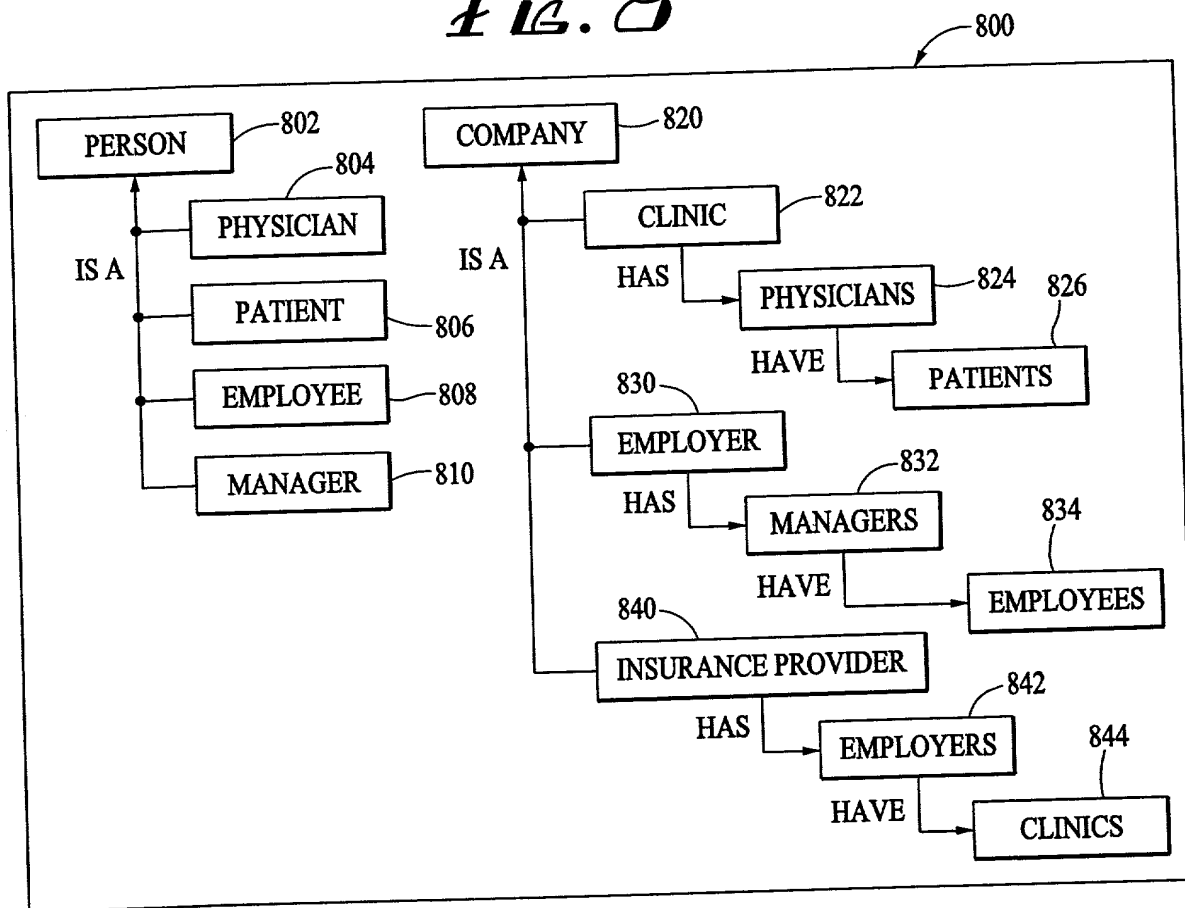 FIG. 8
800
PERSON
802
COMPANY
820
PHYSICIAN
804
CLINIC
822
IS A
IS A
HAS
PHYSICIANS
824
PATIENT
806
HAVE
PATIENTS
826
EMPLOYEE
808
EMPLOYER
830
MANAGER
810
HAS
MANAGERS
832
HAVE
EMPLOYEES
834
INSURANCE PROVIDER
840
HAS
EMPLOYERS
842
HAVE
CLINICS
844